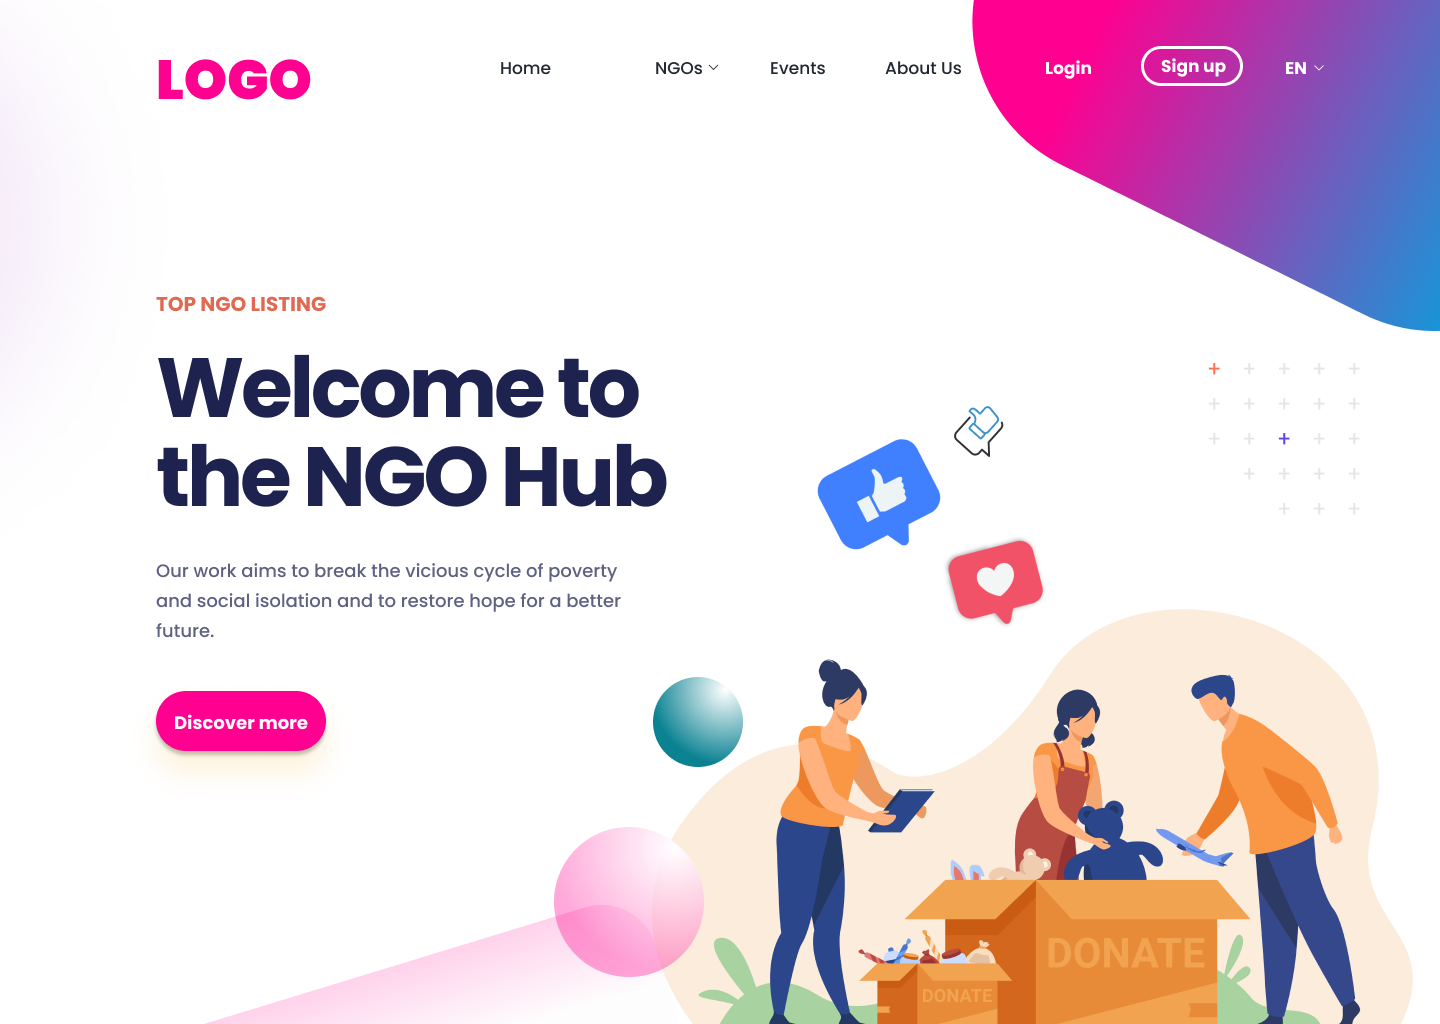 LOGO
Home NGOs Events About Us Login Sign up EN
TOP NGO LISTING
Welcome to
the NGO Hub
Our work aims to break the vicious cycle of poverty
and social isolation and to restore hope for a better
future.
Discover more
DONATE
DONATE